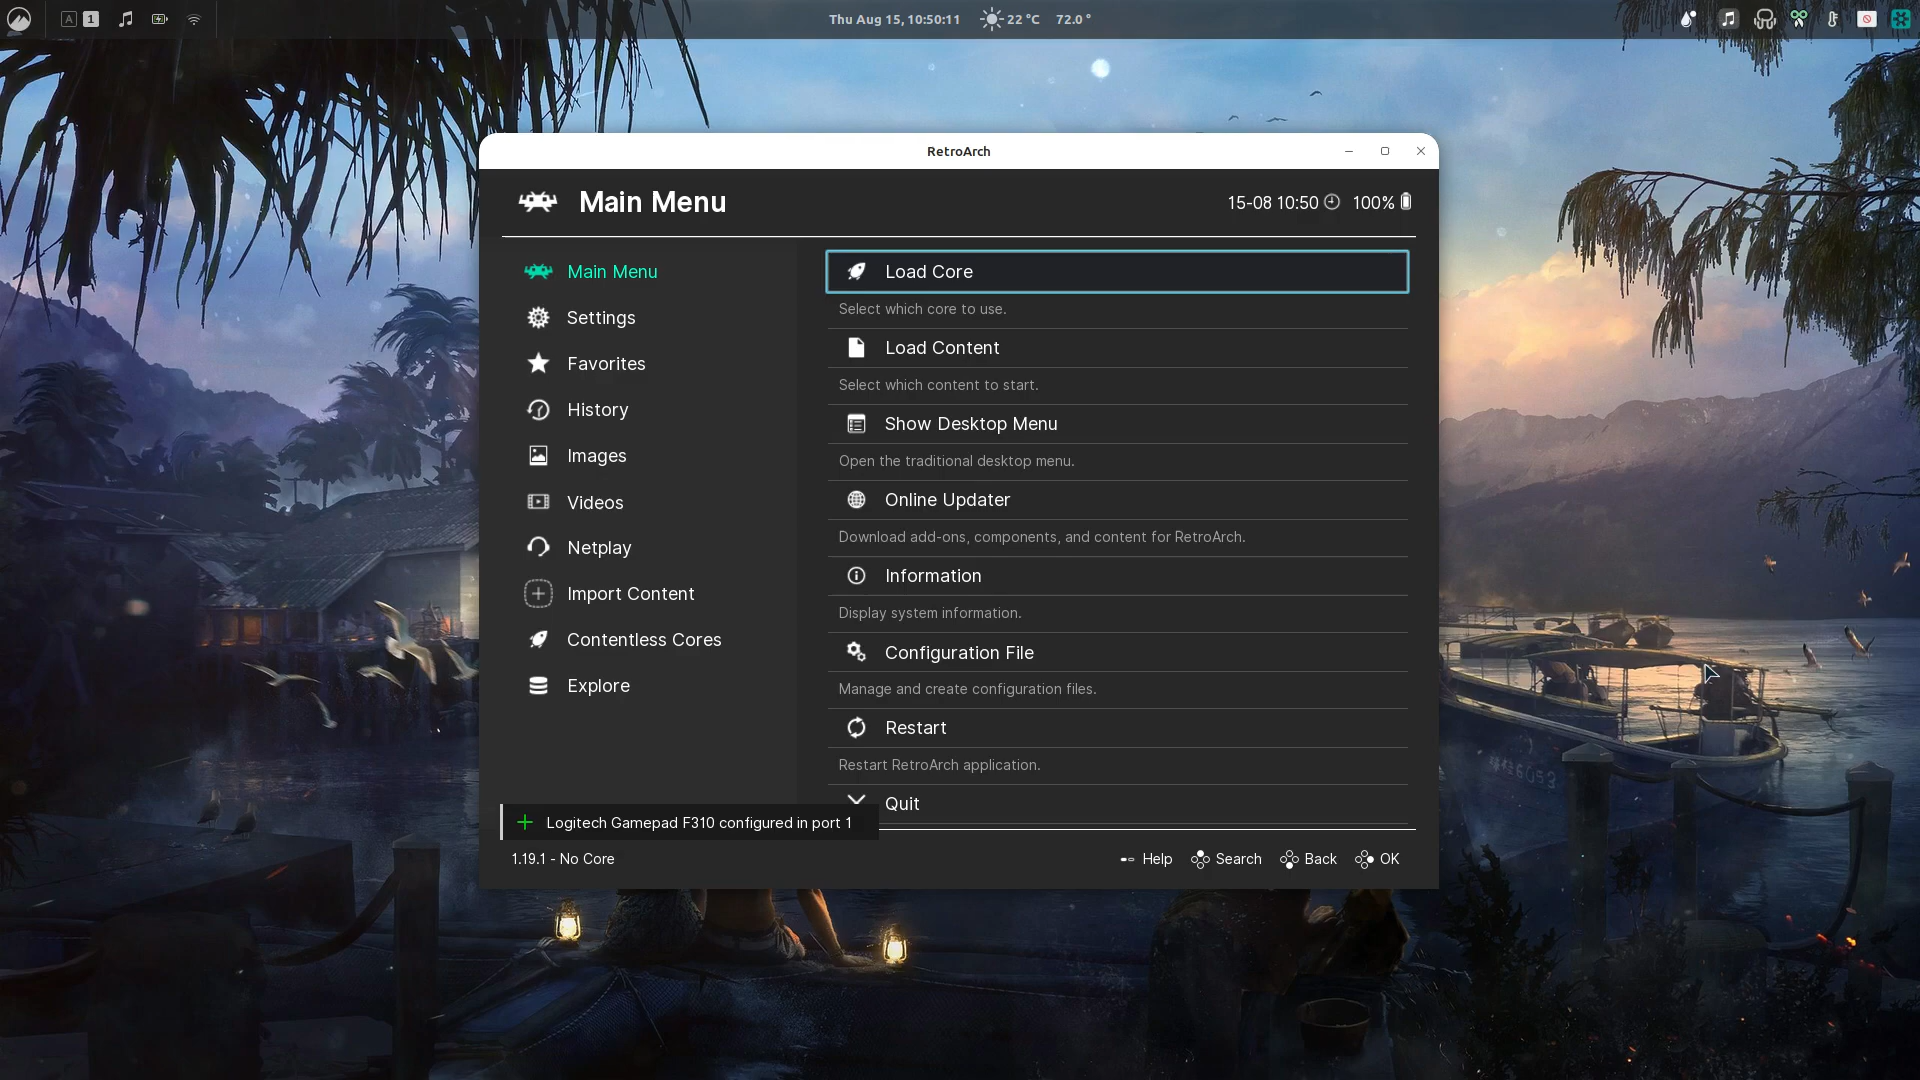 A 1
Thu Aug 15, 10:50:11 22 °C 72.0 °
RetroArch
Main Menu
15-08 10:50 100%
Main Menu
Settings
Favorites
History
Images
Videos
Netplay
Import Content
Contentless Cores
Explore
Load Core
Select which core to use.
Load Content
Select which content to start.
Show Desktop Menu
Open the traditional desktop menu.
Online Updater
Download add-ons, components, and content for RetroArch.
Information
Display system information.
Configuration File
Manage and create configuration files.
Restart
Restart RetroArch application.
Quit
Logitech Gamepad F310 configured in port 1
1.19.1 - No Core
Help Search Back OK